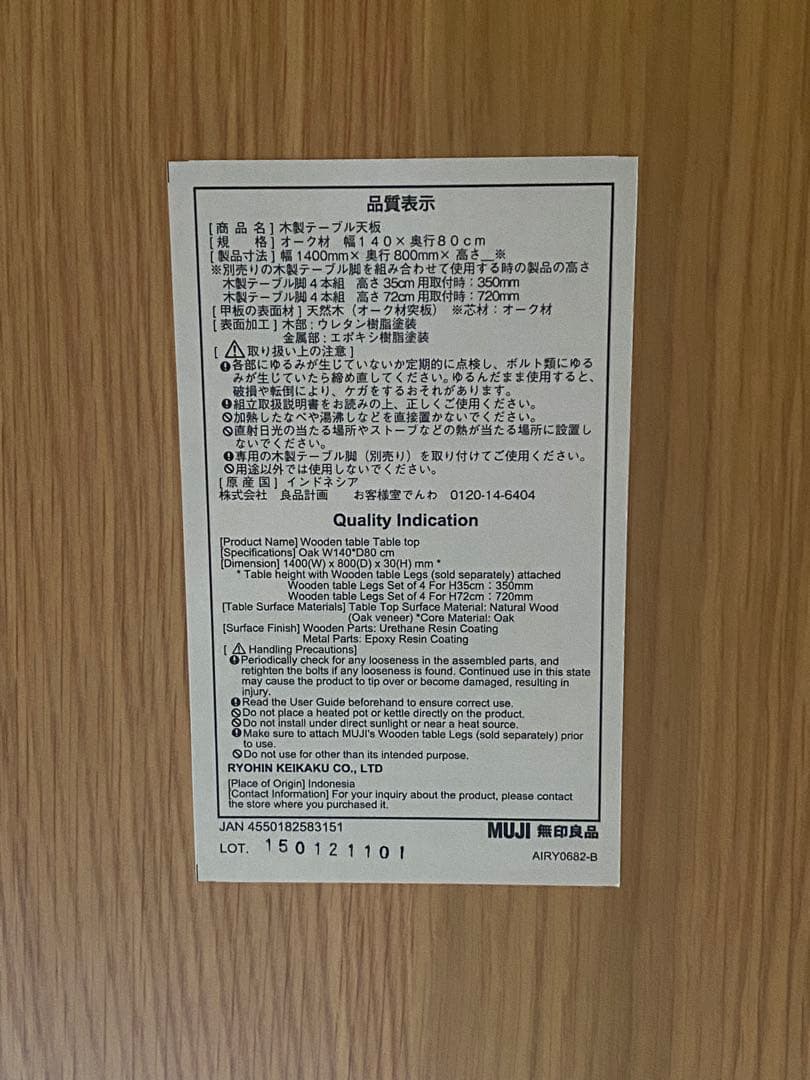 品質表示
[商品名] 木製テーブル天板
[規　格] オーク材　幅140×奥行80cm
[製品寸法] 幅1400mm×奥行800mm×高さ__※
※別売りの木製テーブル脚を組み合わせて使用する時の製品の高さ
木製テーブル脚4本組　高さ35cm用取付時：350mm
木製テーブル脚4本組　高さ72cm用取付時：720mm
[甲板の表面材] 天然木（オーク材突板）　※芯材：オーク材
[表面加工] 木部：ウレタン樹脂塗装
金属部：エポキシ樹脂塗装
[⚠取り扱い上の注意]
各部にゆるみが生じていないか定期的に点検し、ボルト類にゆる
みが生じていたら締め直してください。ゆるんだまま使用すると、
破損や転倒により、ケガをするおそれがあります。
組立取扱説明書をお読みの上、正しくご使用ください。
加熱したなべや湯沸しなどを直接置かないでください。
直射日光の当たる場所やストーブなどの熱が当たる場所に設置し
ないでください。
専用の木製テーブル脚（別売り）を取り付けてご使用ください。
用途以外では使用しないでください。
[原産国] インドネシア
株式会社　良品計画　　お客様室でんわ　0120-14-6404
Quality Indication
[Product Name] Wooden table Table top
[Specifications] Oak W140*D80 cm
[Dimension] 1400(W) x 800(D) x 30(H) mm *
* Table height with Wooden table Legs (sold separately) attached
Wooden table Legs Set of 4 For H35cm：350mm
Wooden table Legs Set of 4 For H72cm：720mm
[Table Surface Materials] Table Top Surface Material: Natural Wood
(Oak veneer) *Core Material: Oak
[Surface Finish] Wooden Parts: Urethane Resin Coating
Metal Parts: Epoxy Resin Coating
[ ⚠ Handling Precautions]
Periodically check for any looseness in the assembled parts, and
retighten the bolts if any looseness is found. Continued use in this state
may cause the product to tip over or become damaged, resulting in
injury.
Read the User Guide beforehand to ensure correct use.
Do not place a heated pot or kettle directly on the product.
Do not install under direct sunlight or near a heat source.
Make sure to attach MUJI's Wooden table Legs (sold separately) prior
to use.
Do not use for other than its intended purpose.
RYOHIN KEIKAKU CO., LTD
[Place of Origin] Indonesia
[Contact Information] For your inquiry about the product, please contact
the store where you purchased it.
JAN 4550182583151
MUJI 無印良品
LOT. 150121101
AIRY0682-B